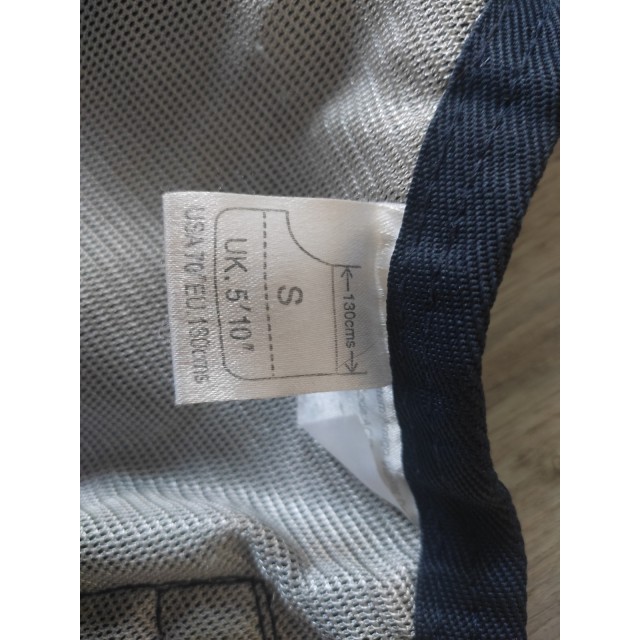 ←130cms→
S
UK. 5'10"
USA 70" EU. 130cms